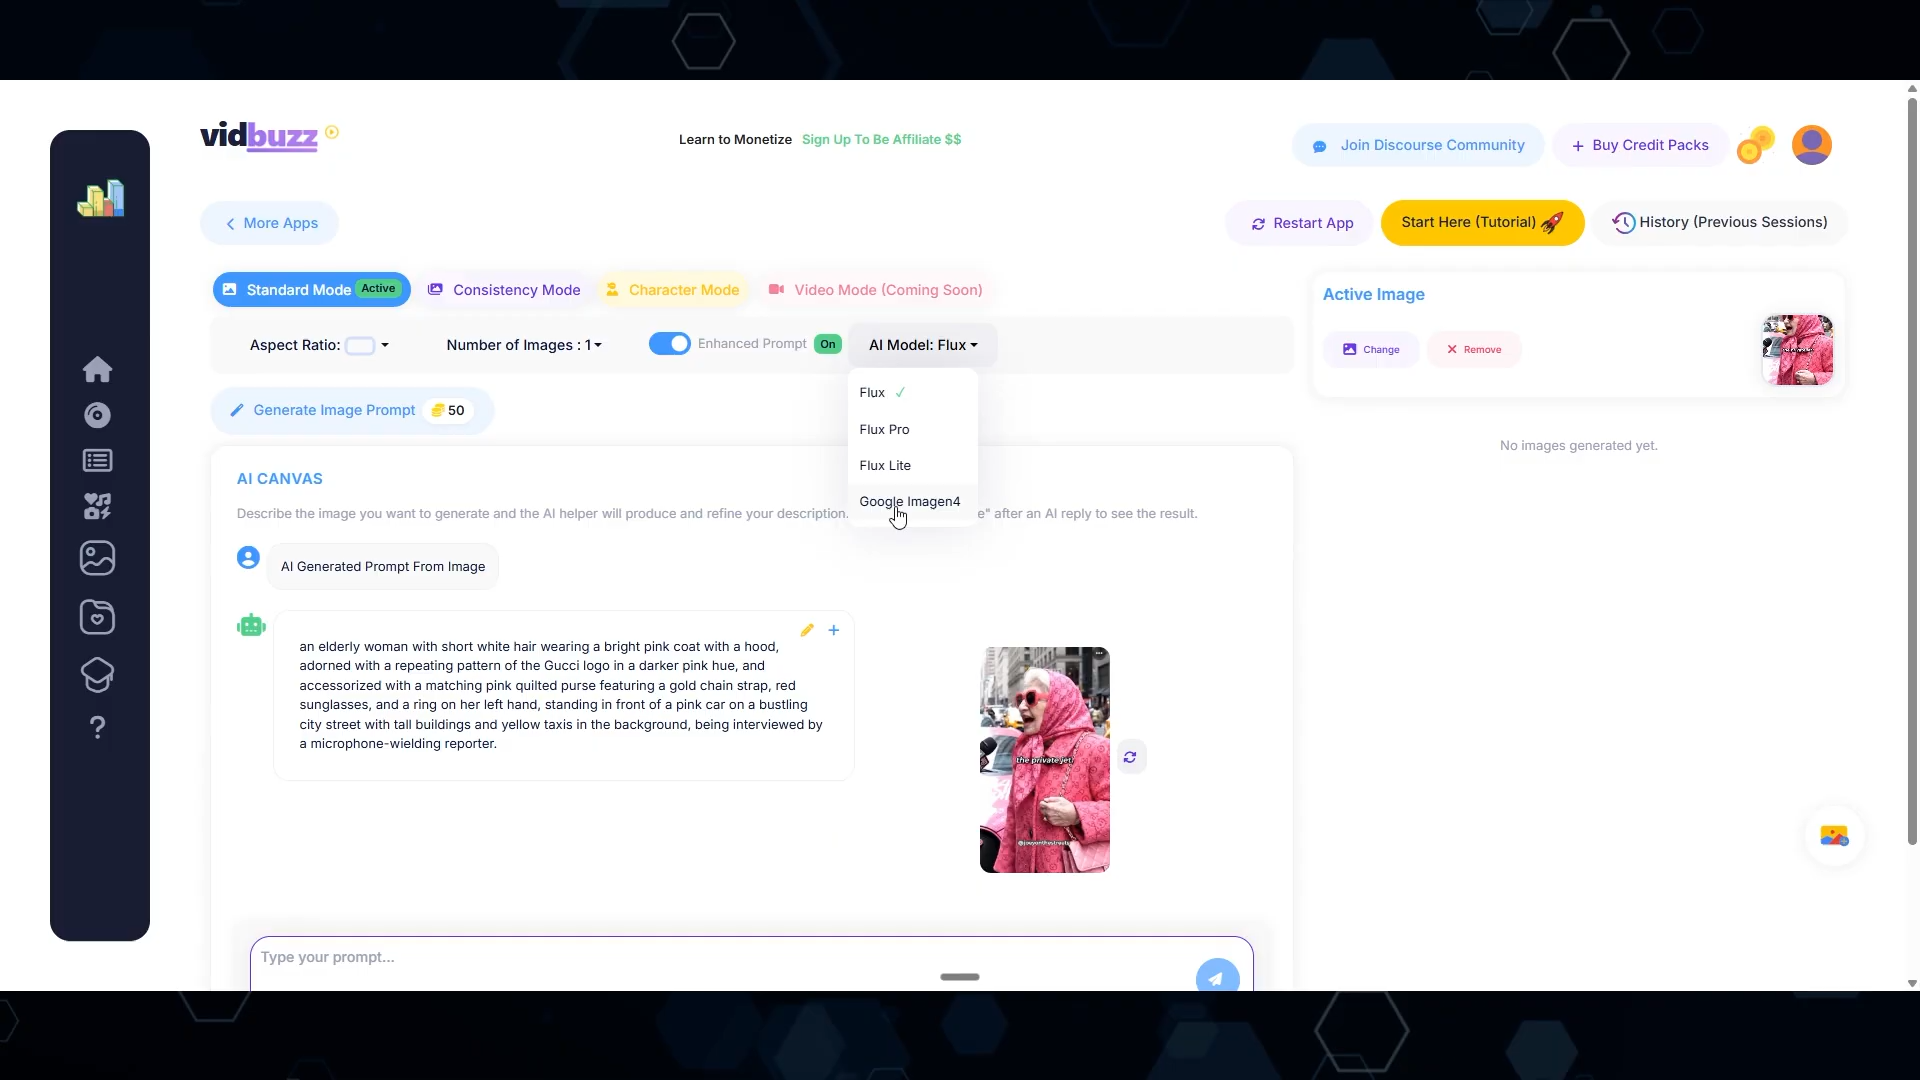 vidbuzz
Learn to Monetize Sign Up To Be Affiliate $$
Join Discourse Community
+ Buy Credit Packs
More Apps
Restart App
Start Here (Tutorial)
History (Previous Sessions)
Standard Mode Active
Consistency Mode
Character Mode
Video Mode (Coming Soon)
Active Image
Aspect Ratio:
Number of Images : 1
Enhanced Prompt On
AI Model: Flux
Change
Remove
Flux ✓
Flux Pro
Flux Lite
Google Imagen4
Generate Image Prompt 50
No images generated yet.
AI CANVAS
Describe the image you want to generate and the AI helper will produce and refine your description. e" after an AI reply to see the result.
AI Generated Prompt From Image
an elderly woman with short white hair wearing a bright pink coat with a hood,
adorned with a repeating pattern of the Gucci logo in a darker pink hue, and
accessorized with a matching pink quilted purse featuring a gold chain strap, red
sunglasses, and a ring on her left hand, standing in front of a pink car on a bustling
city street with tall buildings and yellow taxis in the background, being interviewed by
a microphone-wielding reporter.
the private jet!
@joeyonthestreets
Type your prompt...
?